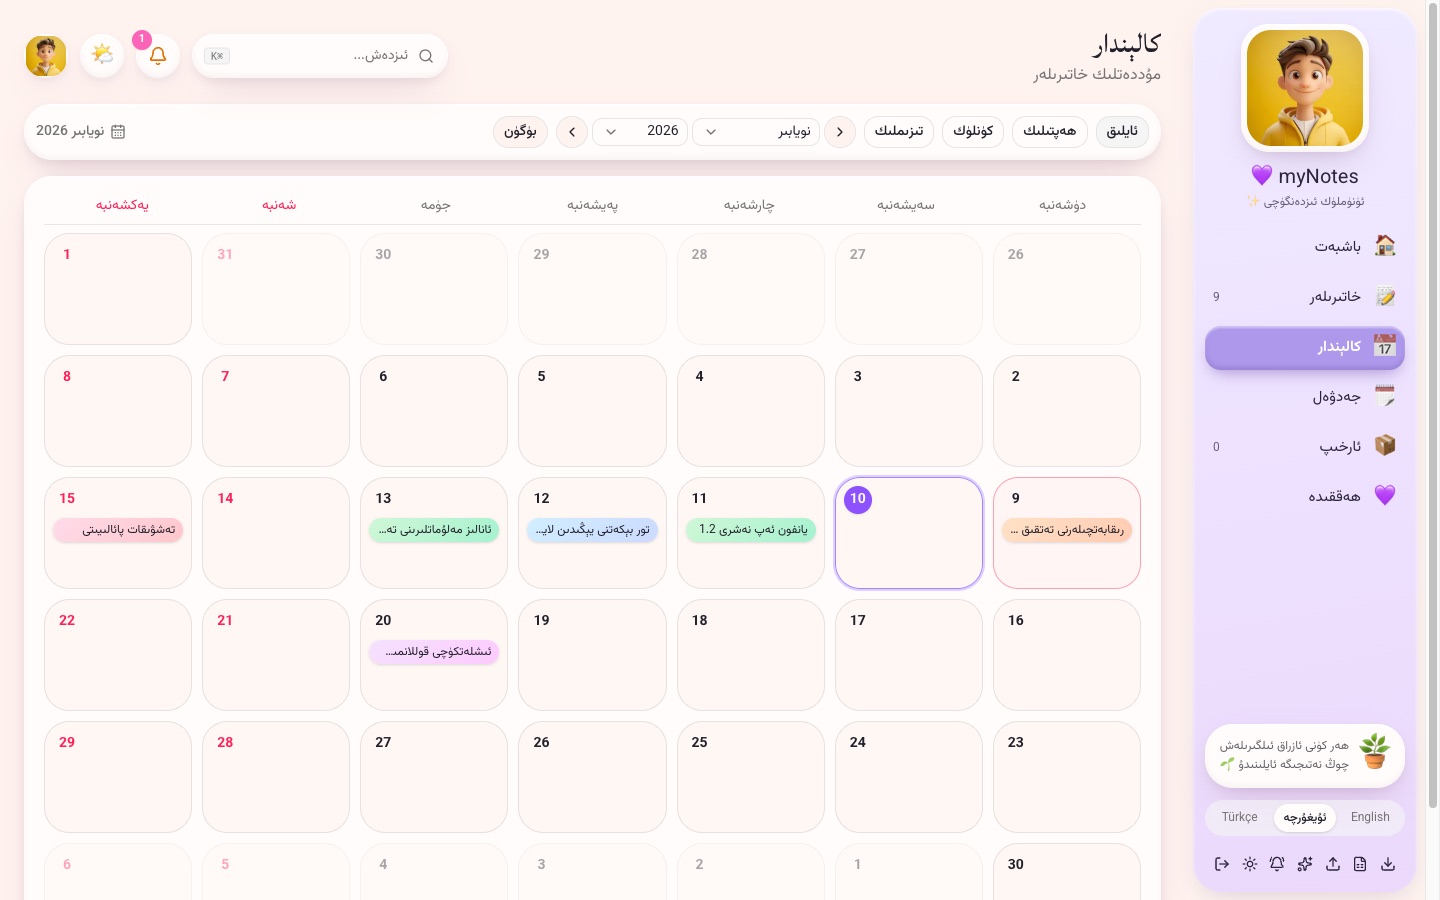 كالېندار
مۇددەتلىك خاتىرىلەر
ئىزدەش...
⌘K
1
ئايلىق
ھەپتىلىك
كۈنلۈك
تىزىملىك
نويابىر
2026
بۈگۈن
نويابىر 2026
دۈشەنبە
سەيشەنبە
چارشەنبە
پەيشەنبە
جۈمە
شەنبە
يەكشەنبە
26
27
28
29
30
31
1
2
3
4
5
6
7
8
9
رىقابەتچىلەرنى تەتقىق ...
10
11
يانفون ئەپ نەشرى 1.2
12
تور بېكەتنى يېڭىدىن لاي...
13
ئانالىز مەلۇماتلىرىنى تە...
14
15
تەشۋىقات پائالىيىتى
16
17
18
19
20
ئىشلەتكۈچى قوللانمى...
21
22
23
24
25
26
27
28
29
30
1
2
3
4
5
6
myNotes 💜
ئۈنۈملۈك ئىزدەنگۈچى ✨
باشبەت
خاتىرىلەر
9
17
كالېندار
جەدۋەل
ئارخىپ
0
ھەققىدە
ھەر كۈنى ئازراق ئىلگىرىلەش
چوڭ نەتىجىگە ئايلىنىدۇ 🌱
English
ئۇيغۇرچە
Türkçe